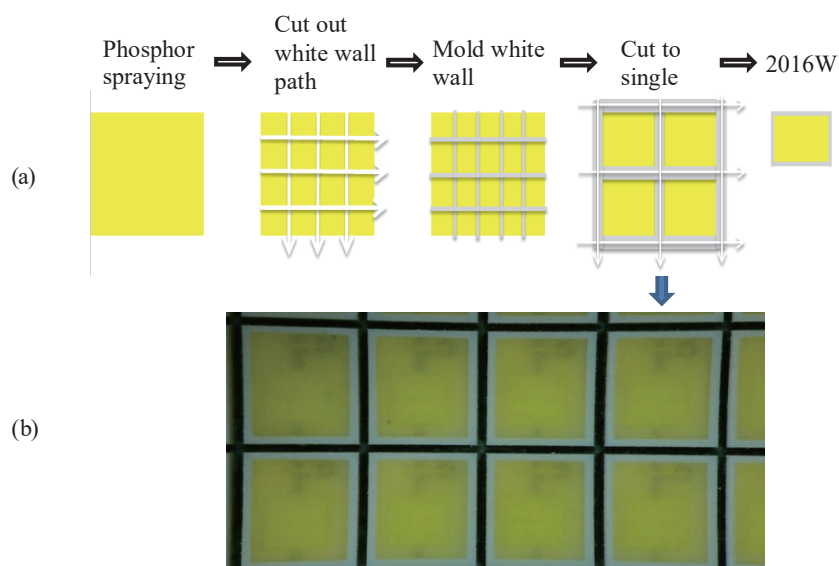 Phosphor
spraying
Cut out
white wall
path
Mold white
wall
Cut to
single
2016W
(a)
(b)